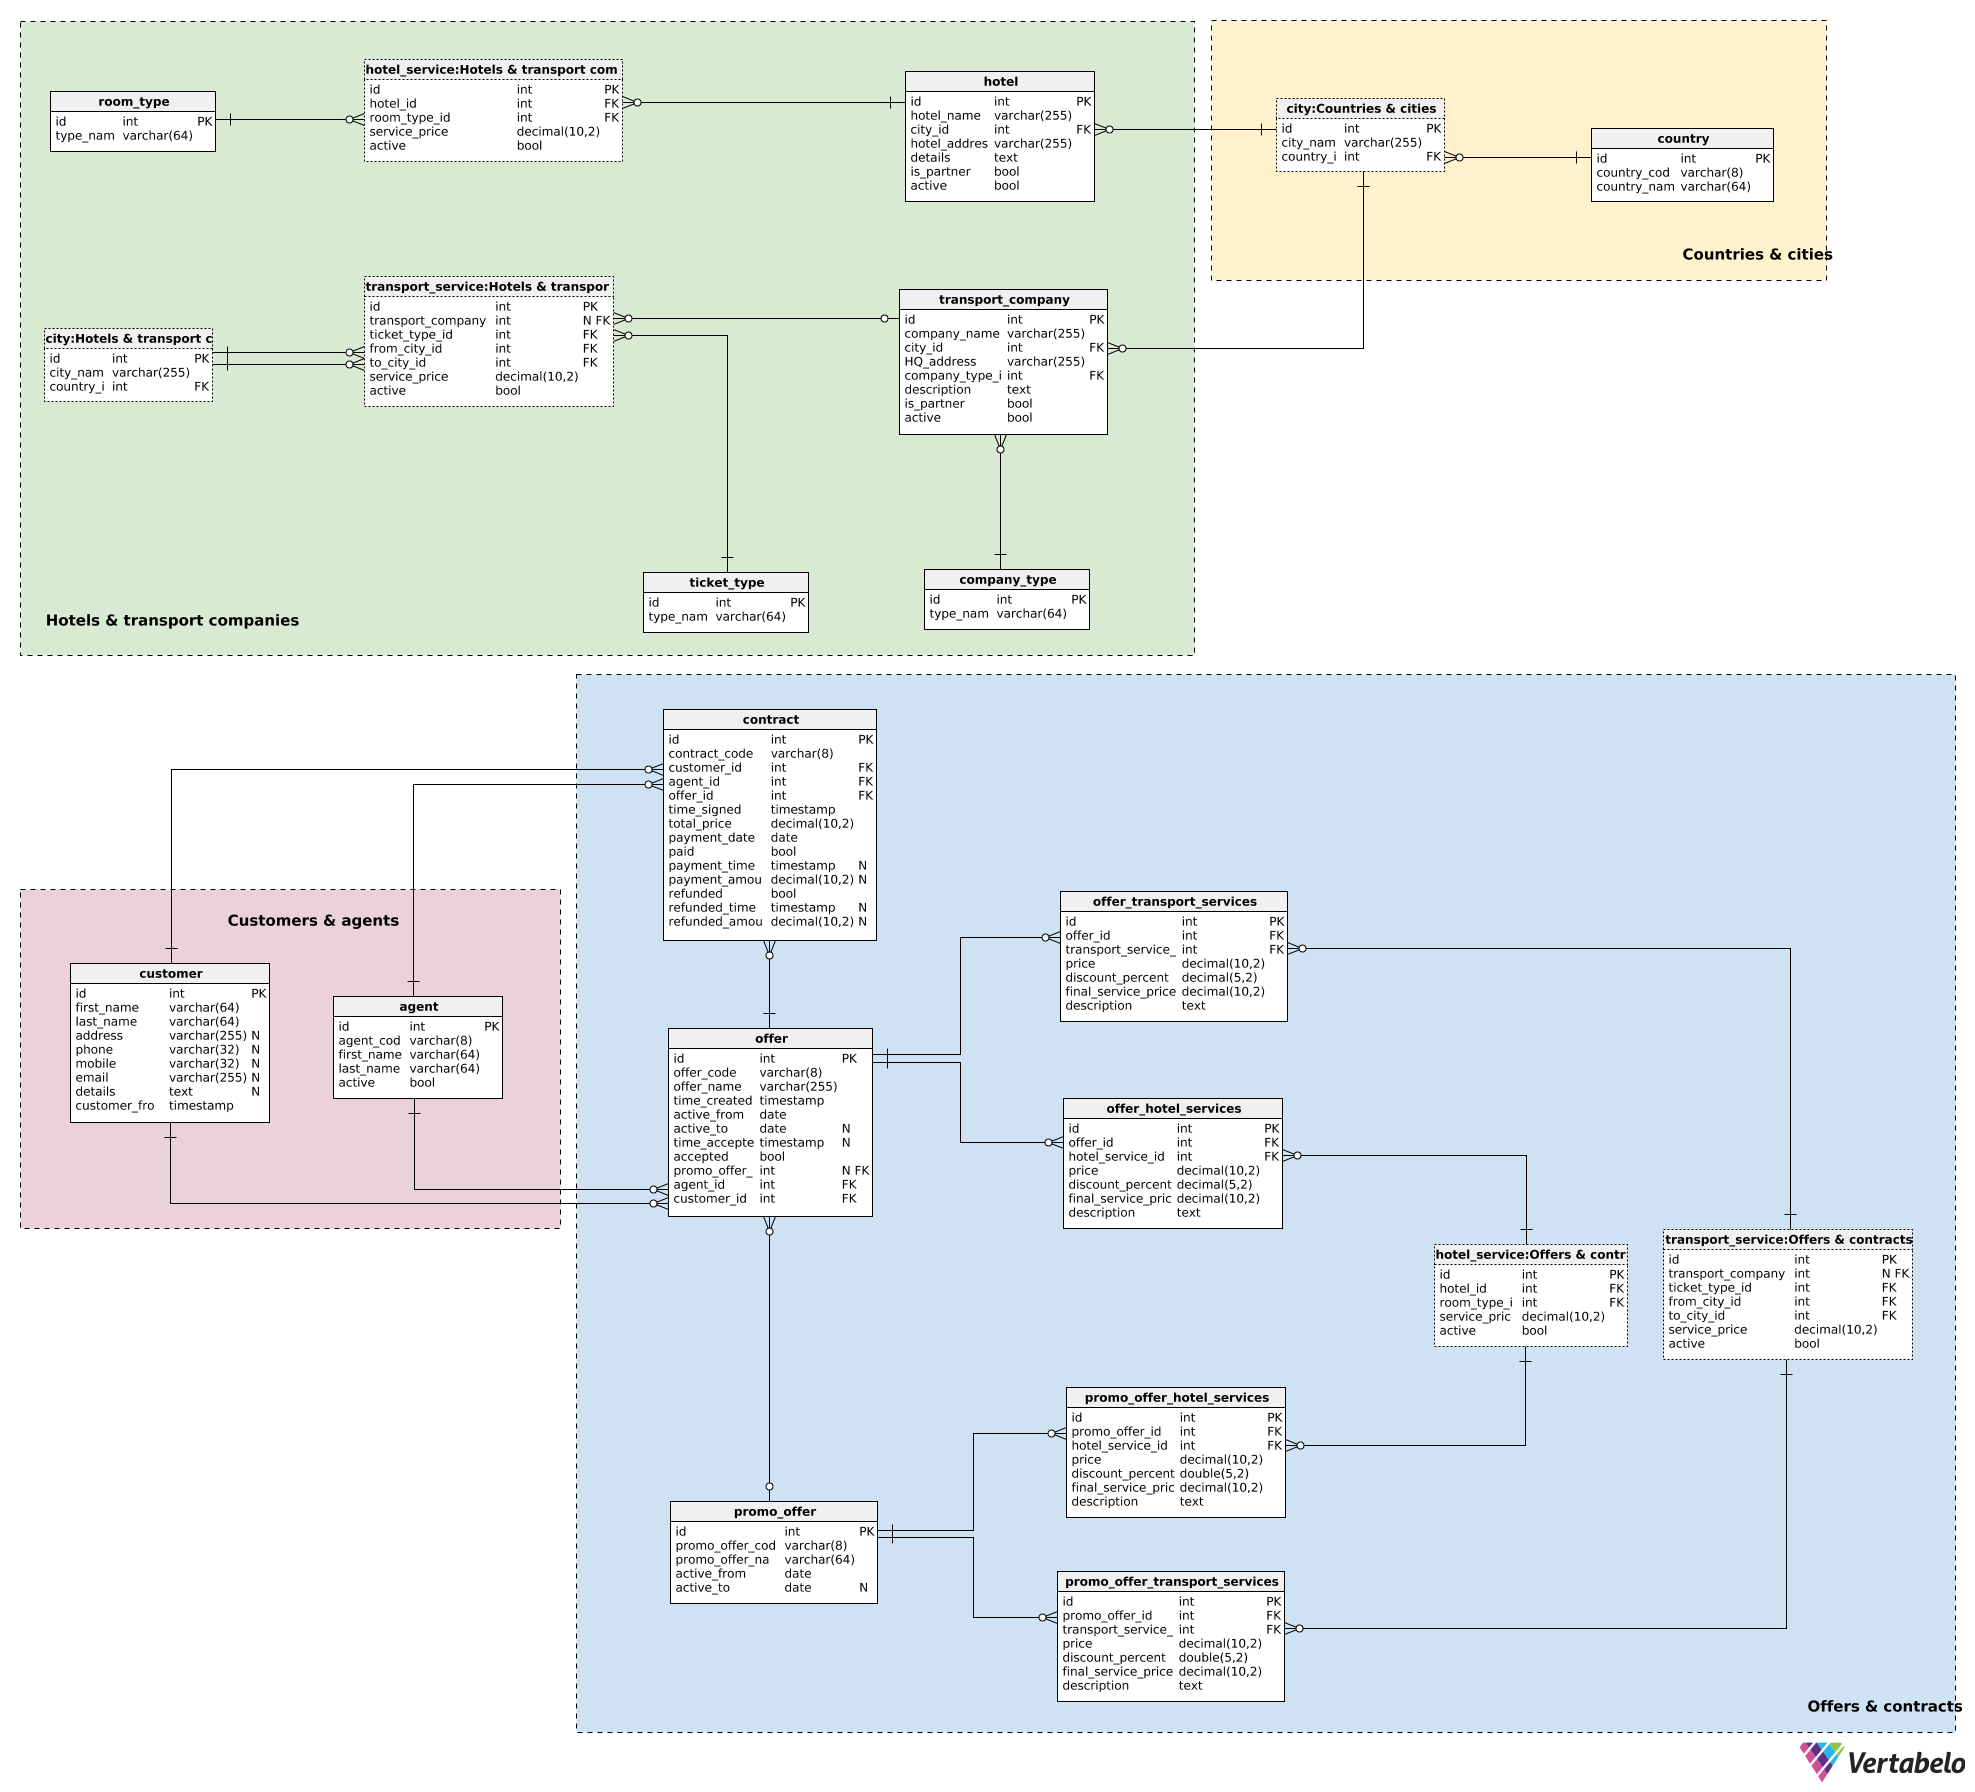 hotel_service:Hotels & transport com
id int PK
hotel_id int FK
room_type_id int FK
service_price decimal(10,2)
active bool
room_type
id int PK
type_nam varchar(64)
hotel
id int PK
hotel_name varchar(255)
city_id int FK
hotel_addres varchar(255)
details text
is_partner bool
active bool
city:Countries & cities
id int PK
city_nam varchar(255)
country_i int FK
country
id int PK
country_cod varchar(8)
country_nam varchar(64)
Countries & cities
transport_service:Hotels & transpor
id int PK
transport_company int N FK
ticket_type_id int FK
from_city_id int FK
to_city_id int FK
service_price decimal(10,2)
active bool
city:Hotels & transport c
id int PK
city_nam varchar(255)
country_i int FK
transport_company
id int PK
company_name varchar(255)
city_id int FK
HQ_address varchar(255)
company_type_i int FK
description text
is_partner bool
active bool
ticket_type
id int PK
type_nam varchar(64)
company_type
id int PK
type_nam varchar(64)
Hotels & transport companies
contract
id int PK
contract_code varchar(8)
customer_id int FK
agent_id int FK
offer_id int FK
time_signed timestamp
total_price decimal(10,2)
payment_date date
paid bool
payment_time timestamp N
payment_amou decimal(10,2) N
refunded bool
refunded_time timestamp N
refunded_amou decimal(10,2) N
Customers & agents
customer
id int PK
first_name varchar(64)
last_name varchar(64)
address varchar(255) N
phone varchar(32) N
mobile varchar(32) N
email varchar(255) N
details text N
customer_fro timestamp
agent
id int PK
agent_cod varchar(8)
first_name varchar(64)
last_name varchar(64)
active bool
offer
id int PK
offer_code varchar(8)
offer_name varchar(255)
time_created timestamp
active_from date
active_to date N
time_accepte timestamp N
accepted bool
promo_offer_ int N FK
agent_id int FK
customer_id int FK
offer_transport_services
id int PK
offer_id int FK
transport_service_ int FK
price decimal(10,2)
discount_percent decimal(5,2)
final_service_price decimal(10,2)
description text
offer_hotel_services
id int PK
offer_id int FK
hotel_service_id int FK
price decimal(10,2)
discount_percent decimal(5,2)
final_service_pric decimal(10,2)
description text
hotel_service:Offers & contr
id int PK
hotel_id int FK
room_type_i int FK
service_pric decimal(10,2)
active bool
transport_service:Offers & contracts
id int PK
transport_company int N FK
ticket_type_id int FK
from_city_id int FK
to_city_id int FK
service_price decimal(10,2)
active bool
promo_offer_hotel_services
id int PK
promo_offer_id int FK
hotel_service_id int FK
price decimal(10,2)
discount_percent double(5,2)
final_service_pric decimal(10,2)
description text
promo_offer
id int PK
promo_offer_cod varchar(8)
promo_offer_na varchar(64)
active_from date
active_to date N
promo_offer_transport_services
id int PK
promo_offer_id int FK
transport_service_ int FK
price decimal(10,2)
discount_percent double(5,2)
final_service_price decimal(10,2)
description text
Offers & contracts
Vertabelo